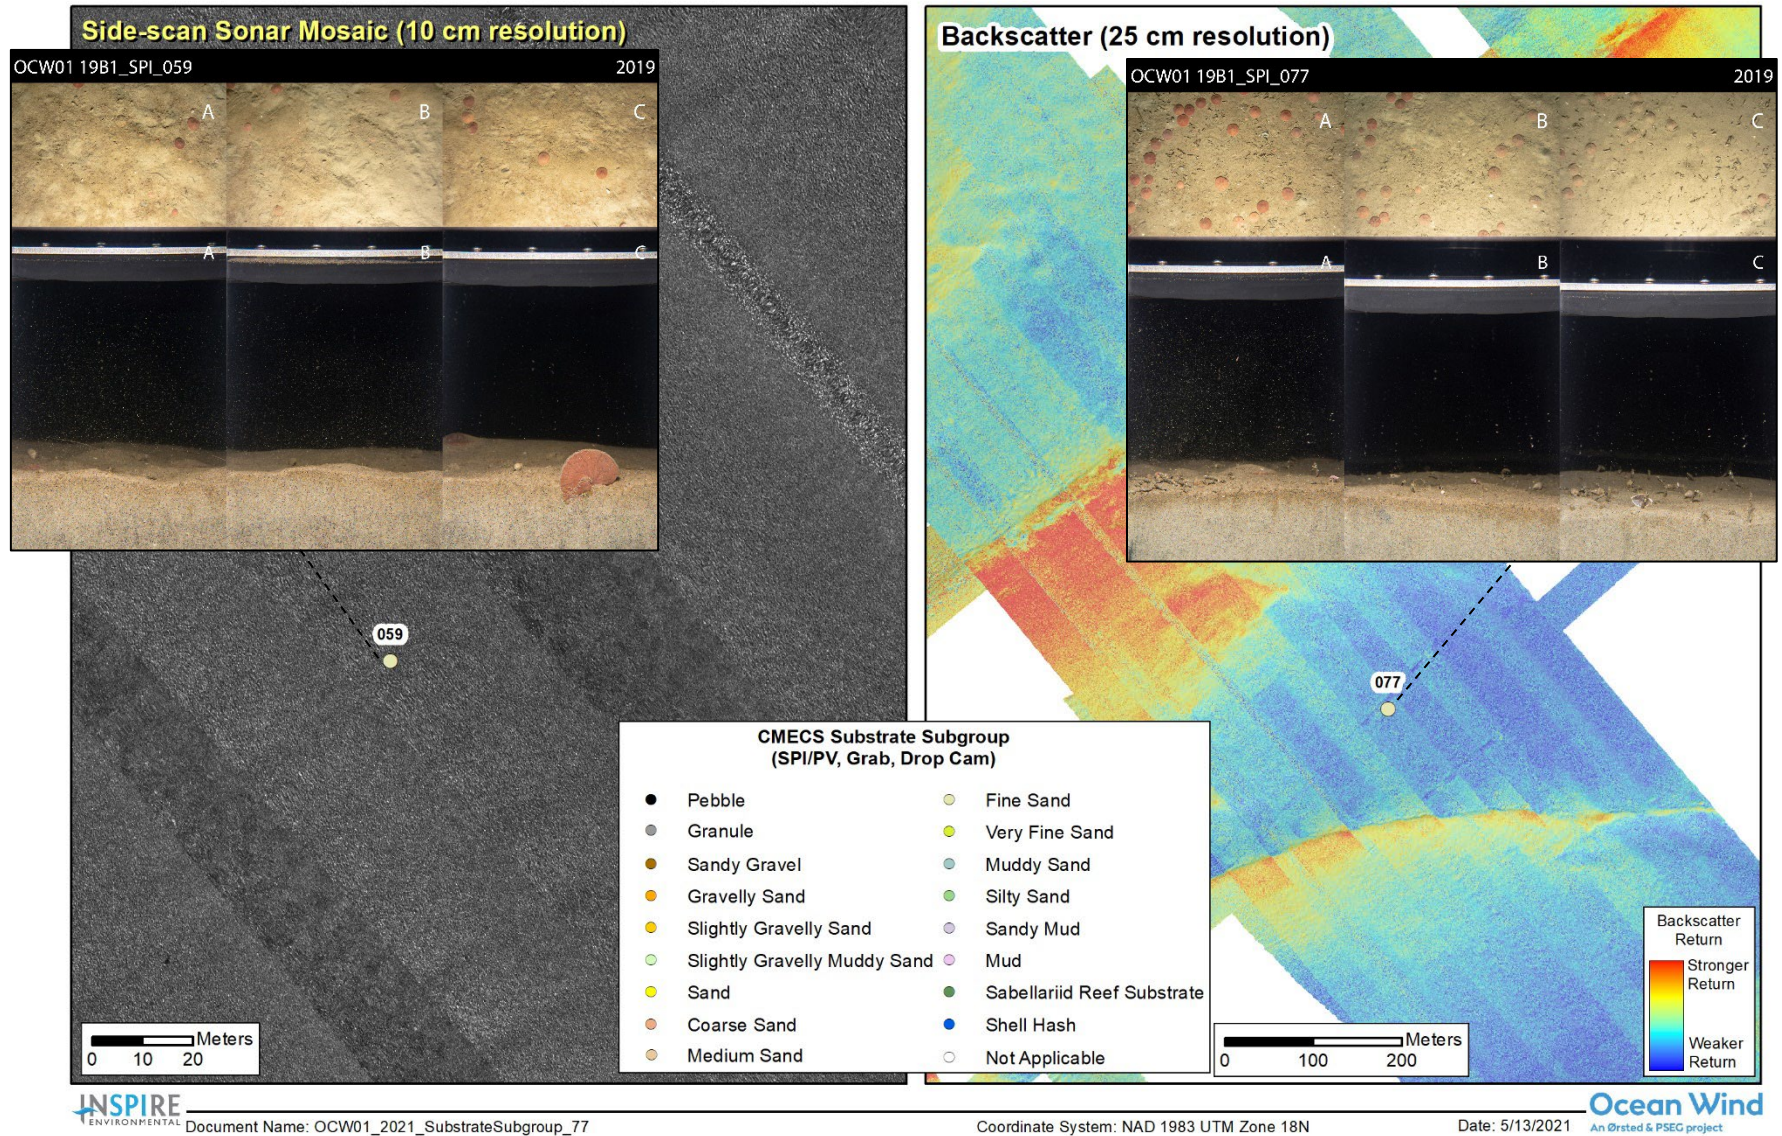 Side-scan Sonar Mosaic (10 cm resolution)
OCW01 19B1_SPI_059 2019
A B C
A B C
059
Meters
0 10 20
Backscatter (25 cm resolution)
OCW01 19B1_SPI_077 2019
A B C
A B C
077
CMECS Substrate Subgroup
(SPI/PV, Grab, Drop Cam)
Pebble
Granule
Sandy Gravel
Gravelly Sand
Slightly Gravelly Sand
Slightly Gravelly Muddy Sand
Sand
Coarse Sand
Medium Sand
Fine Sand
Very Fine Sand
Muddy Sand
Silty Sand
Sandy Mud
Mud
Sabellariid Reef Substrate
Shell Hash
Not Applicable
Meters
0 100 200
Backscatter
Return
Stronger
Return
Weaker
Return
INSPIRE
ENVIRONMENTAL
Document Name: OCW01_2021_SubstrateSubgroup_77
Coordinate System: NAD 1983 UTM Zone 18N
Date: 5/13/2021
Ocean Wind
An Ørsted & PSEG project